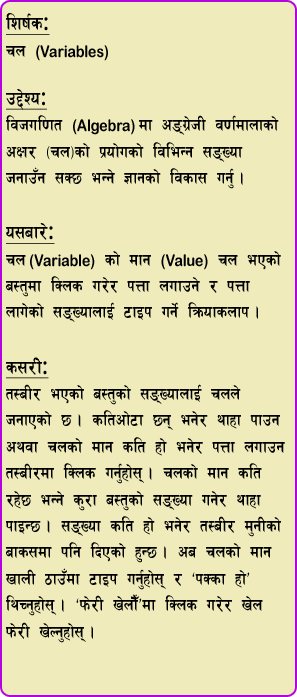 शिर्षक:
चल (Variables)
उद्देश्य:
विजगणित (Algebra) मा अङ्ग्रेजी वर्णमालाको
अक्षर (चल)को प्रयोगको विभिन्न सङ्ख्या
जनाउँन सक्छ भन्ने ज्ञानको विकास गर्नु ।
यसबारे:
चल (Variable) को मान (Value) चल भएको
बस्तुमा क्लिक गरेर पत्ता लगाउने र पत्ता
लागेको सङ्ख्यालाई टाइप गर्ने क्रियाकलाप ।
कसरी:
तस्बीर भएको बस्तुको सङ्ख्यालाई चलले
जनाएको छ । कतिओटा छन् भनेर थाहा पाउन
अथवा चलको मान कति हो भनेर पत्ता लगाउन
तस्बीरमा क्लिक गर्नुहोस् । चलको मान कति
रहेछ भन्ने कुरा बस्तुको सङ्ख्या गनेर थाहा
पाइन्छ । सङ्ख्या कति हो भनेर तस्बीर मुनीको
बाकसमा पनि दिएको हुन्छ । अब चलको मान
खाली ठाउँमा टाइप गर्नुहोस् र ‘पक्का हो’
थिच्नुहोस् । ‘फेरी खेलौँ’मा क्लिक गरेर खेल
फेरी खेल्नुहोस् ।